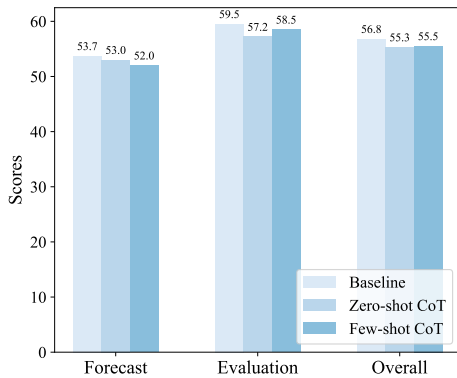 60
50
40
30
20
10
0
Scores
53.7 53.0 52.0
59.5 57.2 58.5
56.8 55.3 55.5
Baseline
Zero-shot CoT
Few-shot CoT
Forecast Evaluation Overall